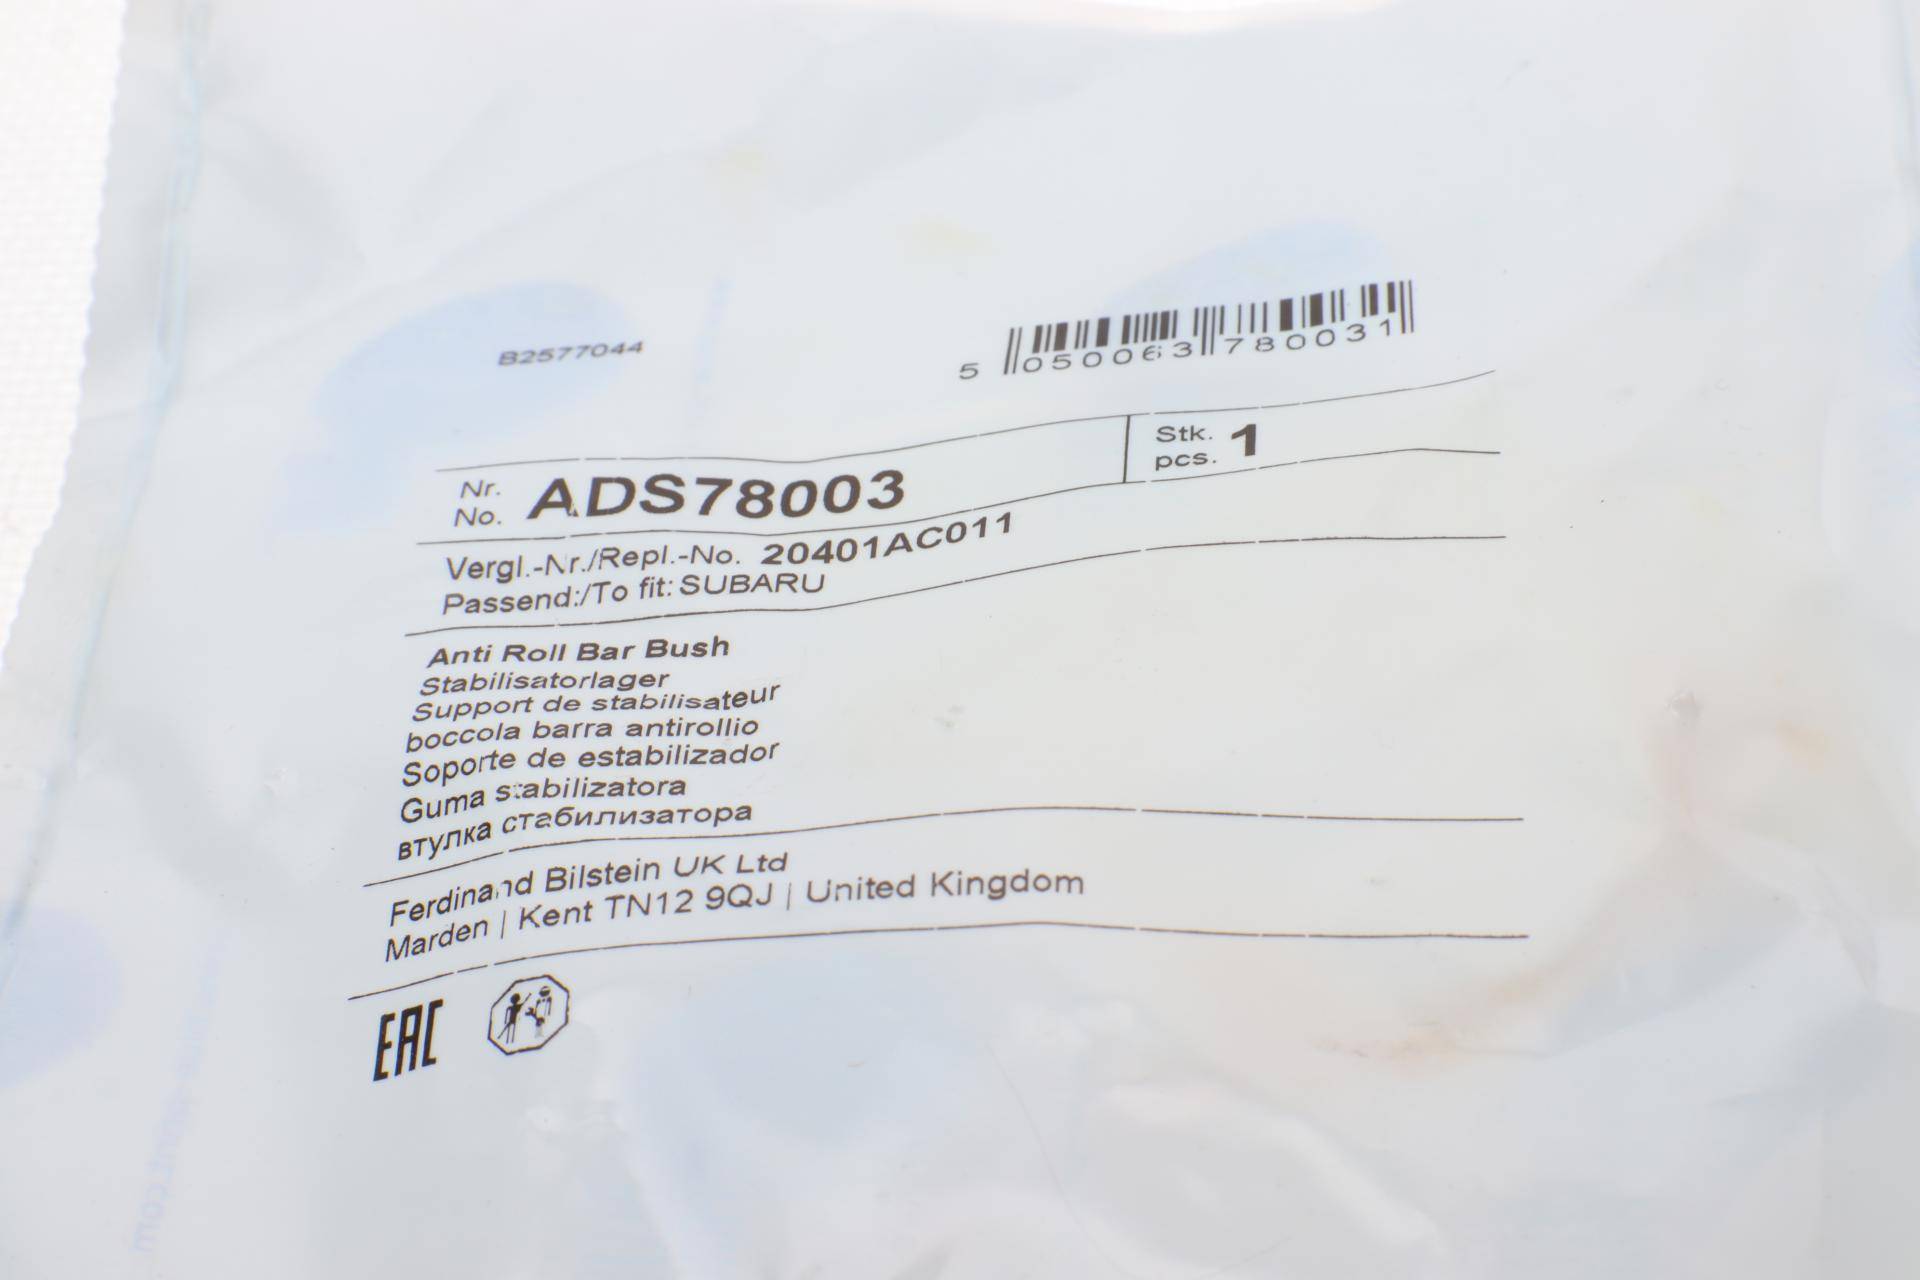 B2577044
5 050063 780031
Nr.
No. ADS78003
Stk.
pcs. 1
Vergl.-Nr./Repl.-No. 20401AC011
Passend:/To fit: SUBARU
Anti Roll Bar Bush
Stabilisatorlager
Support de stabilisateur
boccola barra antirollio
Soporte de estabilizador
Guma stabilizatora
втулка стабилизатора
Ferdinand Bilstein UK Ltd
Marden | Kent TN12 9QJ | United Kingdom
EAC